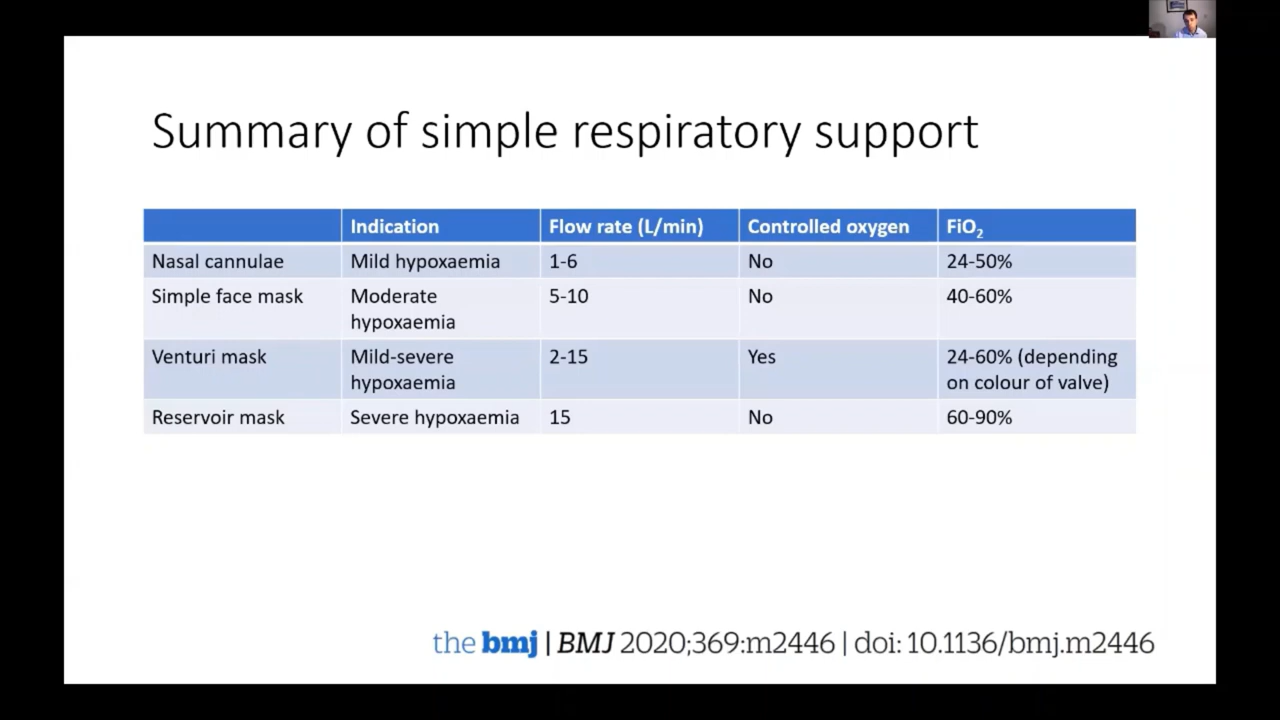 Summary of simple respiratory support
Indication Flow rate (L/min) Controlled oxygen FiO₂
Nasal cannulae Mild hypoxaemia 1-6 No 24-50%
Simple face mask Moderate hypoxaemia 5-10 No 40-60%
Venturi mask Mild-severe hypoxaemia 2-15 Yes 24-60% (depending on colour of valve)
Reservoir mask Severe hypoxaemia 15 No 60-90%
the bmj | BMJ 2020;369:m2446 | doi: 10.1136/bmj.m2446